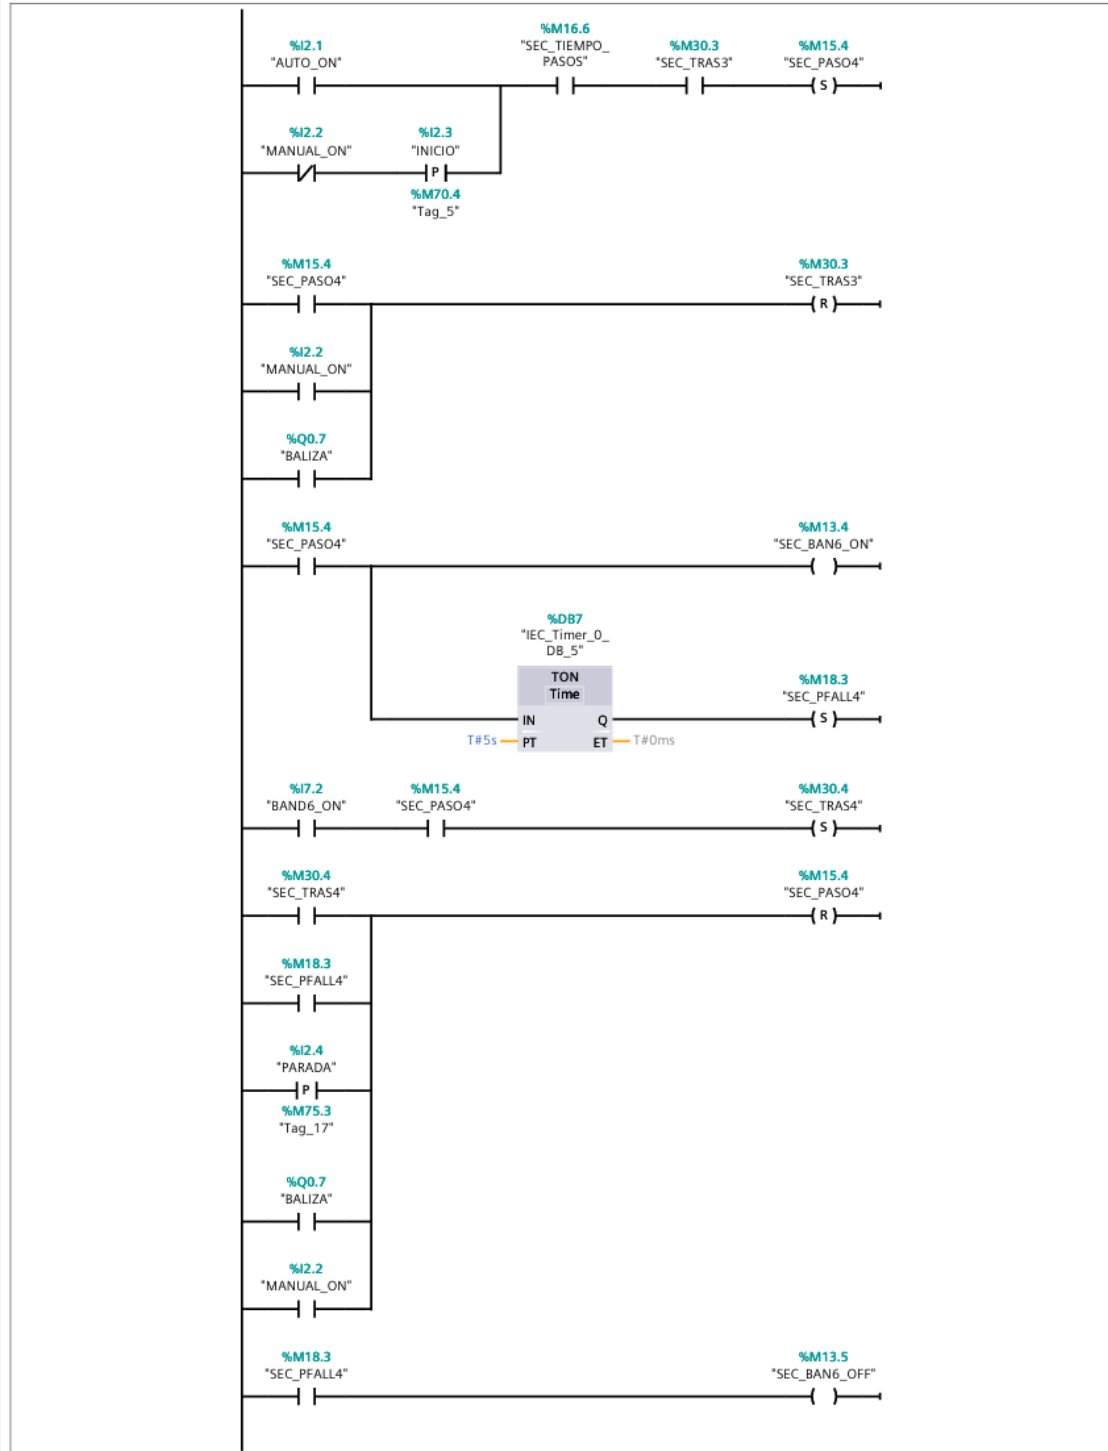 %I2.1
"AUTO_ON"
%M16.6
"SEC_TIEMPO_
PASOS"
%M30.3
"SEC_TRAS3"
%M15.4
"SEC_PASO4"
S
%I2.2
"MANUAL_ON"
%I2.3
"INICIO"
P
%M70.4
"Tag_5"
%M15.4
"SEC_PASO4"
%M30.3
"SEC_TRAS3"
R
%I2.2
"MANUAL_ON"
%Q0.7
"BALIZA"
%M15.4
"SEC_PASO4"
%M13.4
"SEC_BAN6_ON"
%DB7
"IEC_Timer_0_
DB_5"
TON
Time
%M18.3
"SEC_PFALL4"
IN Q S
T#5s PT ET T#0ms
%I7.2
"BAND6_ON"
%M15.4
"SEC_PASO4"
%M30.4
"SEC_TRAS4"
S
%M30.4
"SEC_TRAS4"
%M15.4
"SEC_PASO4"
R
%M18.3
"SEC_PFALL4"
%I2.4
"PARADA"
P
%M75.3
"Tag_17"
%Q0.7
"BALIZA"
%I2.2
"MANUAL_ON"
%M18.3
"SEC_PFALL4"
%M13.5
"SEC_BAN6_OFF"